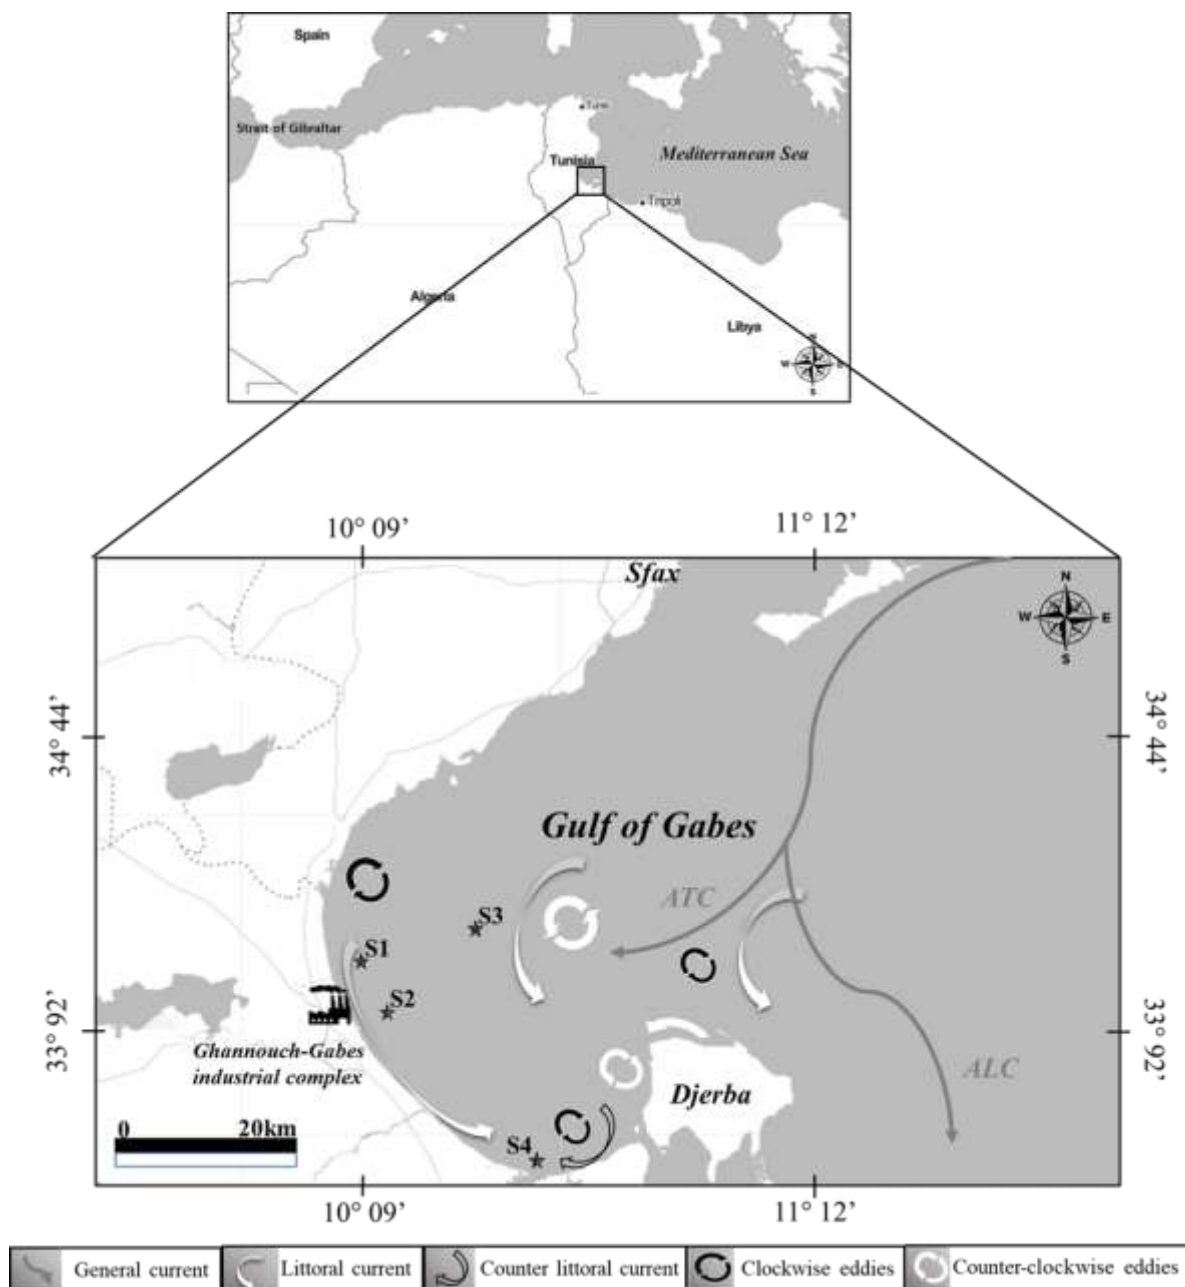 Spain
Strait of Gibraltar
Tunis
Mediterranean Sea
Tunisia
Tripoli
Algeria
Libya
N
W E
S
10° 09’ 11° 12’
Sfax
N
W E
S
34° 44’ 34° 44’
Gulf of Gabes
ATC
S3
S1
S2
33° 92’ 33° 92’
Ghannouch-Gabes
industrial complex
ALC
Djerba
0 20km
S4
10° 09’ 11° 12’
General current Littoral current Counter littoral current Clockwise eddies Counter-clockwise eddies